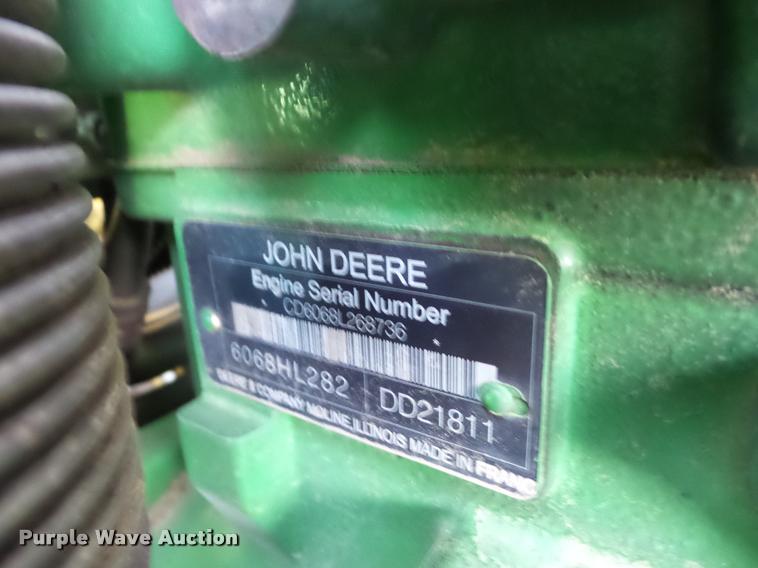 JOHN DEERE
Engine Serial Number
CD6068L268736
6068HL282 DD21811
DEERE & COMPANY MOLINE, ILLINOIS MADE IN FRANC
Purple Wave Auction